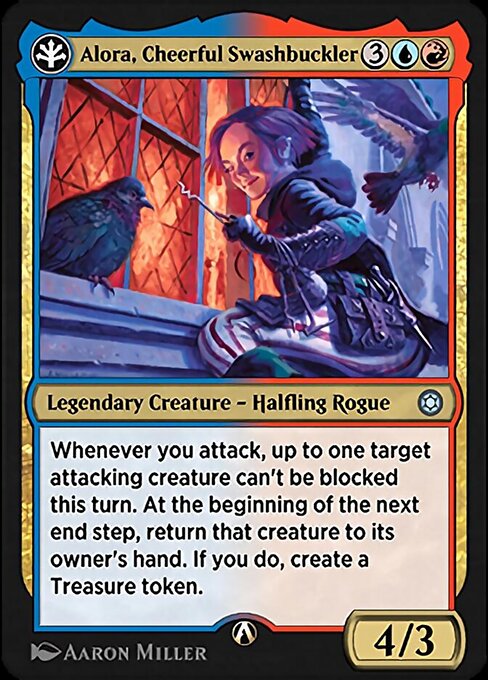 Alora, Cheerful Swashbuckler 3
Legendary Creature – Halfling Rogue
Whenever you attack, up to one target
attacking creature can't be blocked
this turn. At the beginning of the next
end step, return that creature to its
owner's hand. If you do, create a
Treasure token.
4/3
Aaron Miller